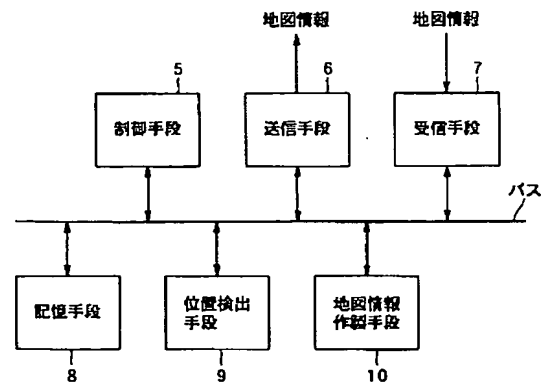 地図情報
地図情報
5
6
7
制御手段
送信手段
受信手段
バス
記憶手段
位置検出
手段
地図情報
作製手段
8
9
10